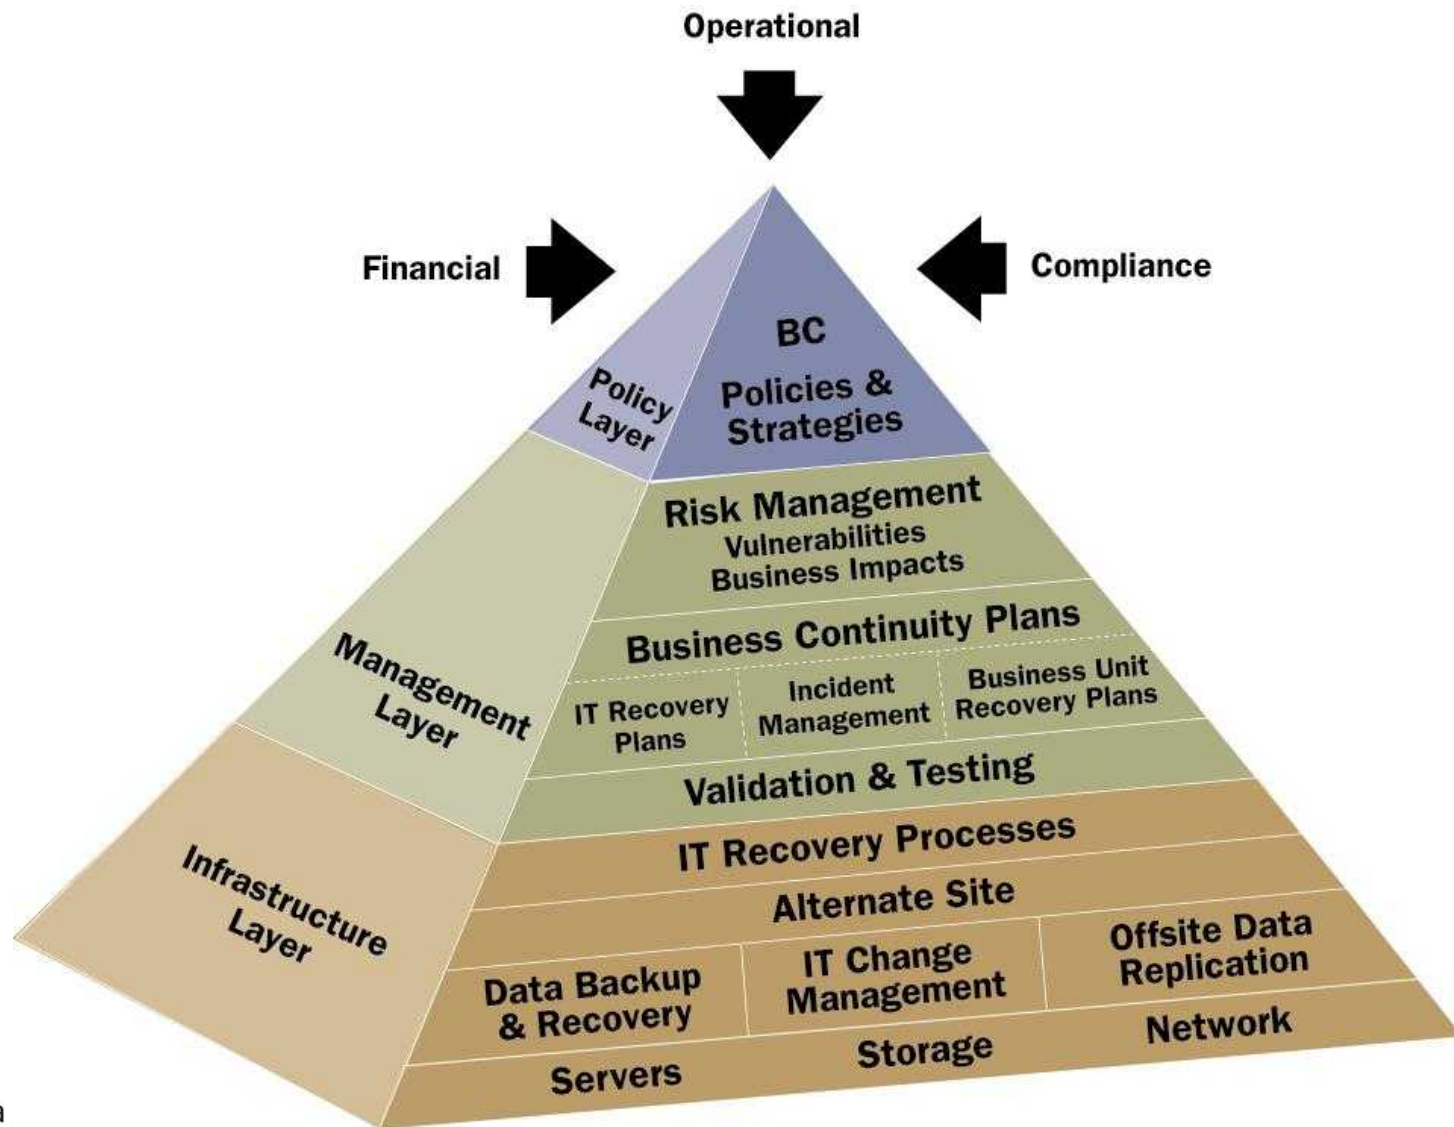 Operational
Financial
Compliance
BC
Policies &
Strategies
Policy
Layer
Risk Management
Vulnerabilities
Business Impacts
Business Continuity Plans
IT Recovery
Plans
Incident
Management
Business Unit
Recovery Plans
Validation & Testing
Management
Layer
IT Recovery Processes
Alternate Site
Data Backup
& Recovery
IT Change
Management
Offsite Data
Replication
Servers Storage Network
Infrastructure
Layer
a